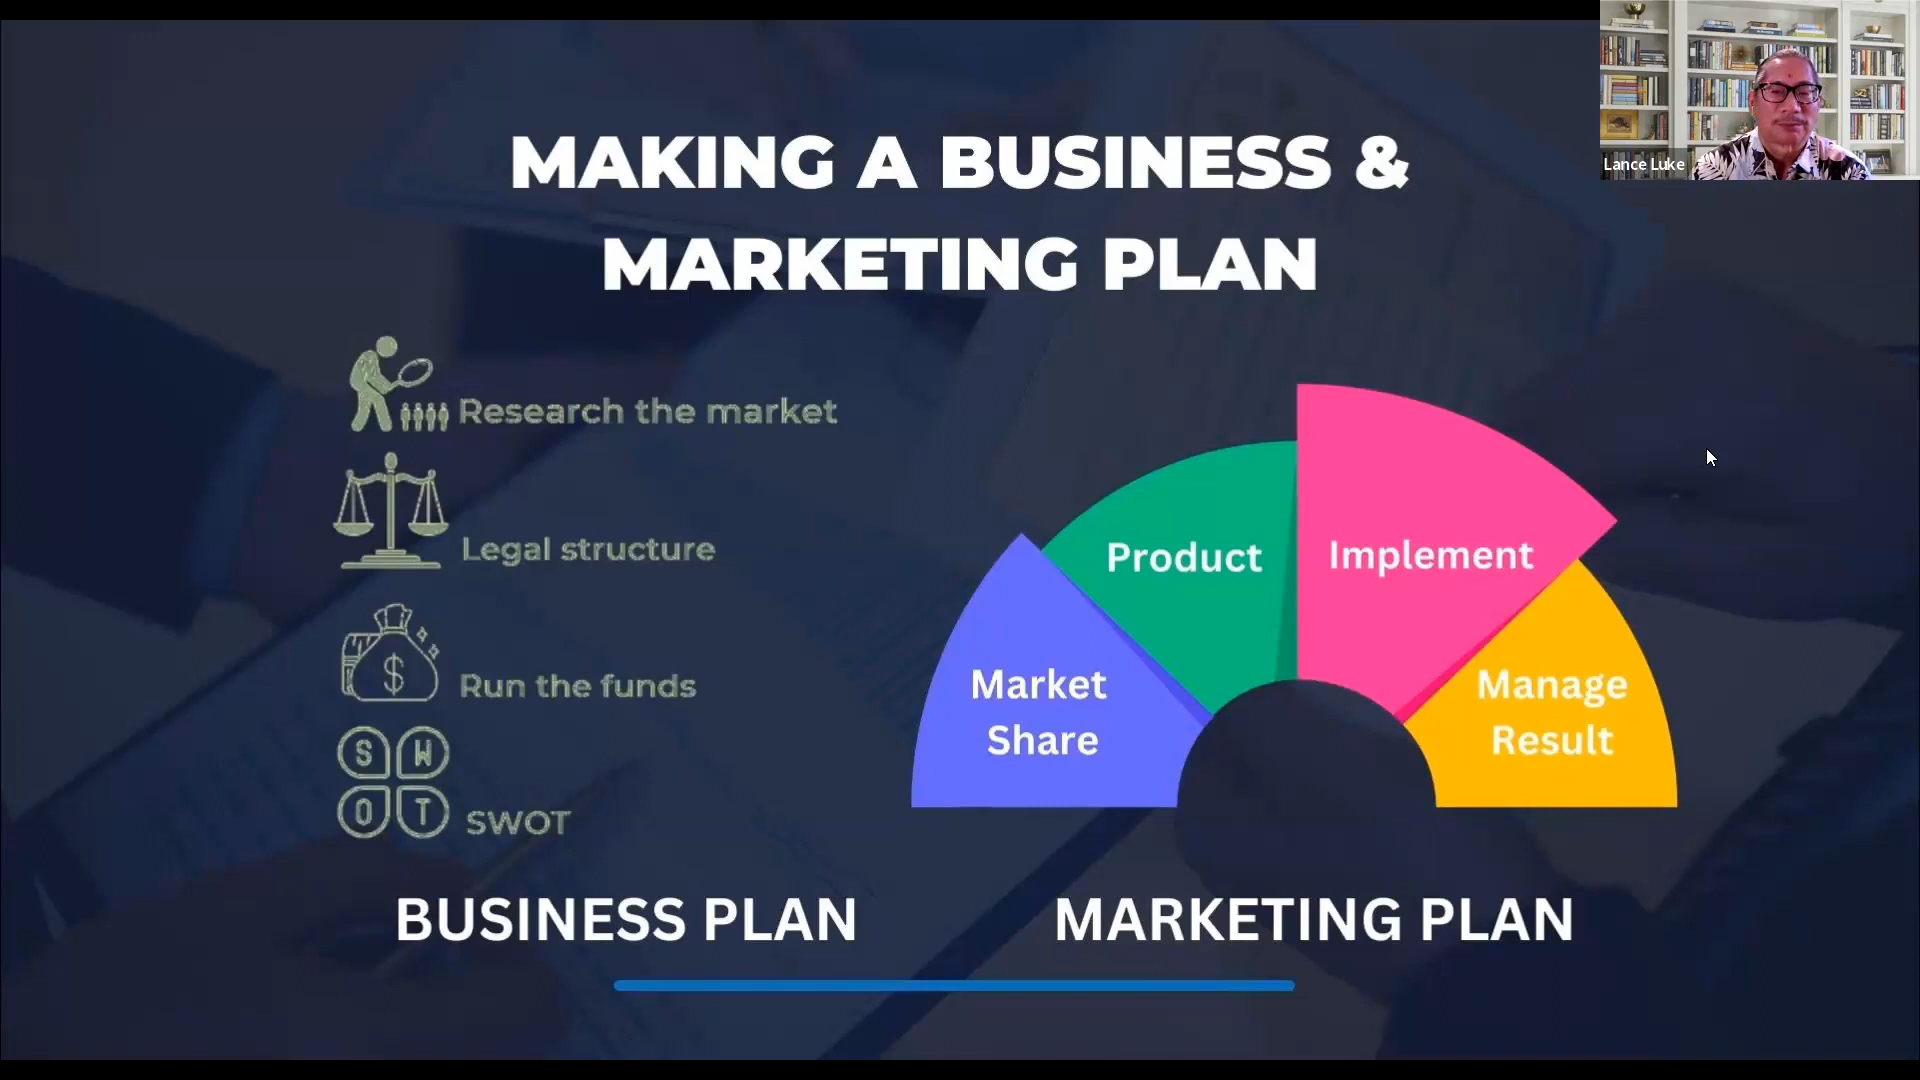 MAKING A BUSINESS &
MARKETING PLAN
Lance Luke
Research the market
Legal structure
$
Run the funds
S W
O T
SWOT
Market
Share
Product
Implement
Manage
Result
BUSINESS PLAN
MARKETING PLAN